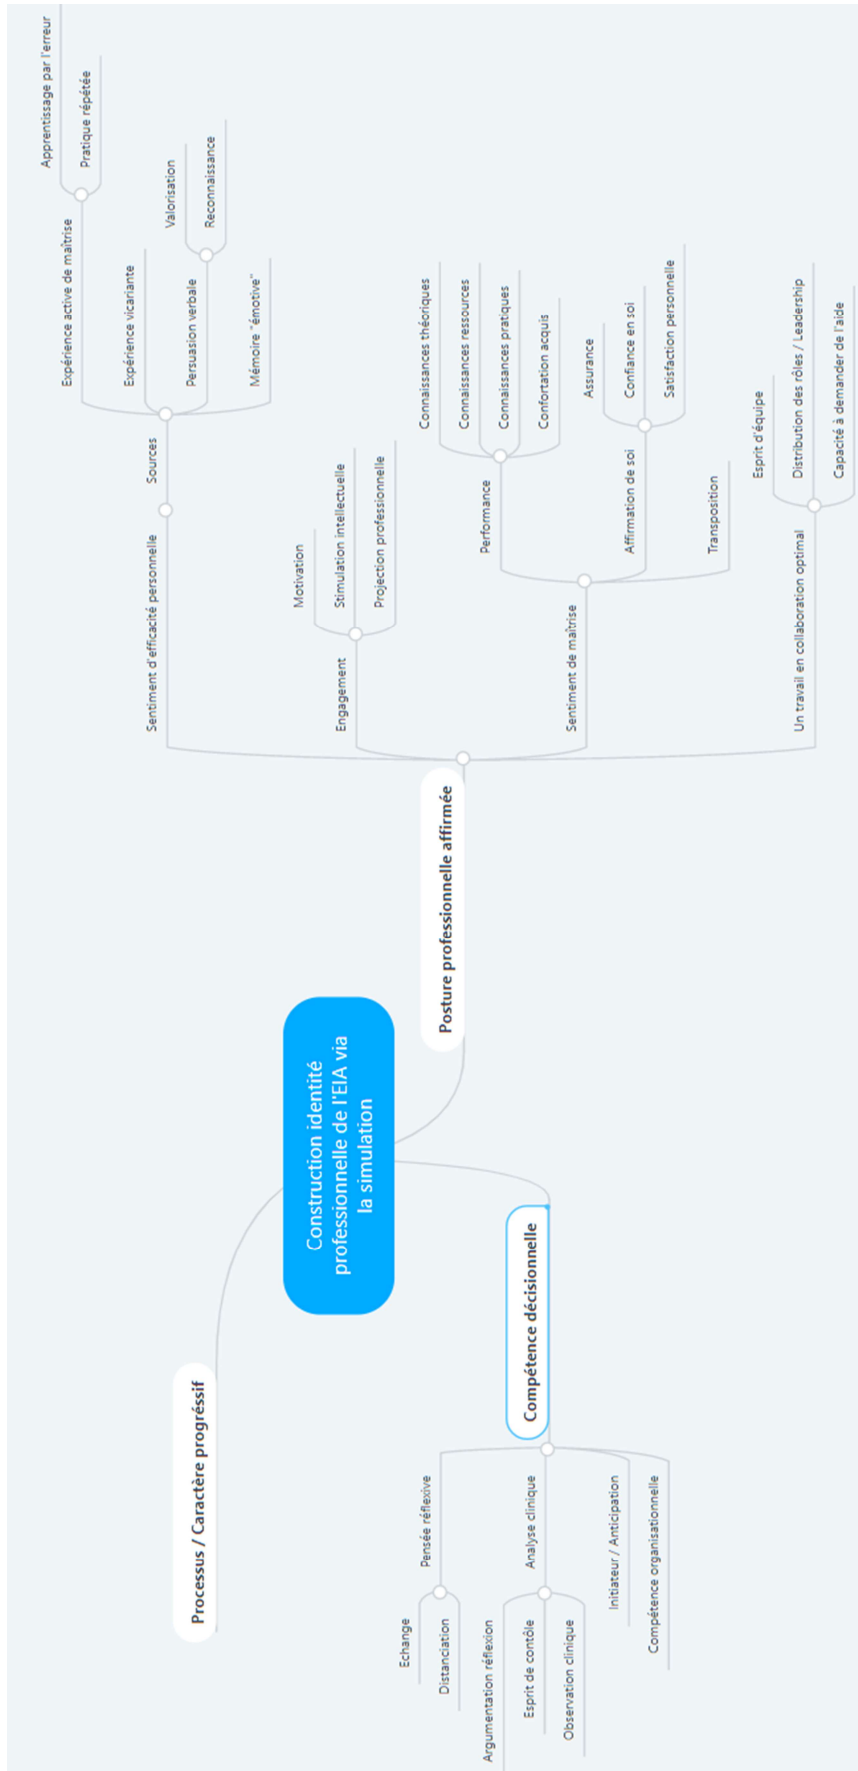 Construction identité
professionnelle de l'EIA via
la simulation
Processus / Caractère progréssif
Compétence décisionnelle
Pensée réflexive
Echange
Distanciation
Analyse clinique
Argumentation réflexion
Esprit de contôle
Observation clinique
Initiateur / Anticipation
Compétence organisationnelle
Posture professionnelle affirmée
Sentiment d'efficacité personnelle
Sources
Expérience active de maîtrise
Apprentissage par l'erreur
Pratique répétée
Expérience vicariante
Persuasion verbale
Valorisation
Reconnaissance
Mémoire "émotive"
Engagement
Motivation
Stimulation intellectuelle
Projection professionnelle
Sentiment de maîtrise
Performance
Connaissances théoriques
Connaissances ressources
Connaissances pratiques
Confortation acquis
Affirmation de soi
Assurance
Confiance en soi
Satisfaction personnelle
Transposition
Un travail en collaboration optimal
Esprit d'équipe
Distribution des rôles / Leadership
Capacité à demander de l'aide